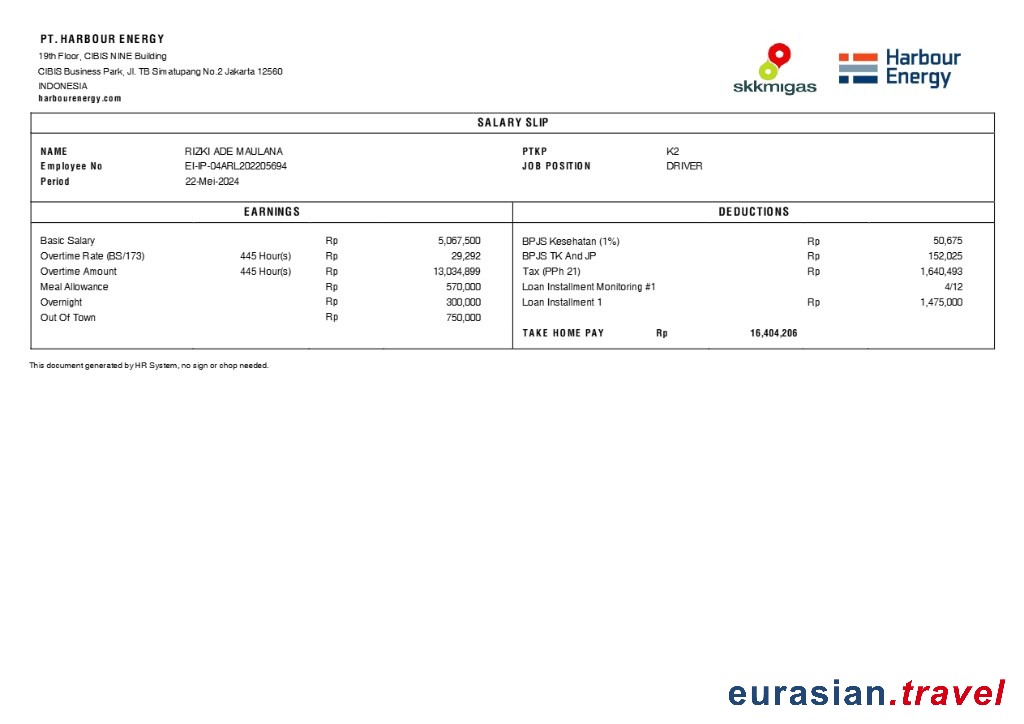 PT. HARBOUR ENERGY
19th Floor, CIBIS NINE Building
CIBIS Business Park, Jl. TB Simatupang No.2 Jakarta 12560
INDONESIA
harbourenergy.com
skkmigas
Harbour
Energy
SALARY SLIP
NAME RIZKI ADE MAULANA PTKP K2
Employee No EI-IP-04ARL202205694 JOB POSITION DRIVER
Period 22-Mei-2024
EARNINGS DEDUCTIONS
Basic Salary Rp 5,067,500 BPJS Kesehatan (1%) Rp 50,675
Overtime Rate (BS/173) 445 Hour(s) Rp 29,292 BPJS TK And JP Rp 152,025
Overtime Amount 445 Hour(s) Rp 13,034,899 Tax (PPh 21) Rp 1,640,493
Meal Allowance Rp 570,000 Loan Installment Monitoring #1 4/12
Overnight Rp 300,000 Loan Installment 1 Rp 1,475,000
Out Of Town Rp 750,000
TAKE HOME PAY Rp 16,404,206
This document generated by HR System, no sign or chop needed.
eurasian.travel